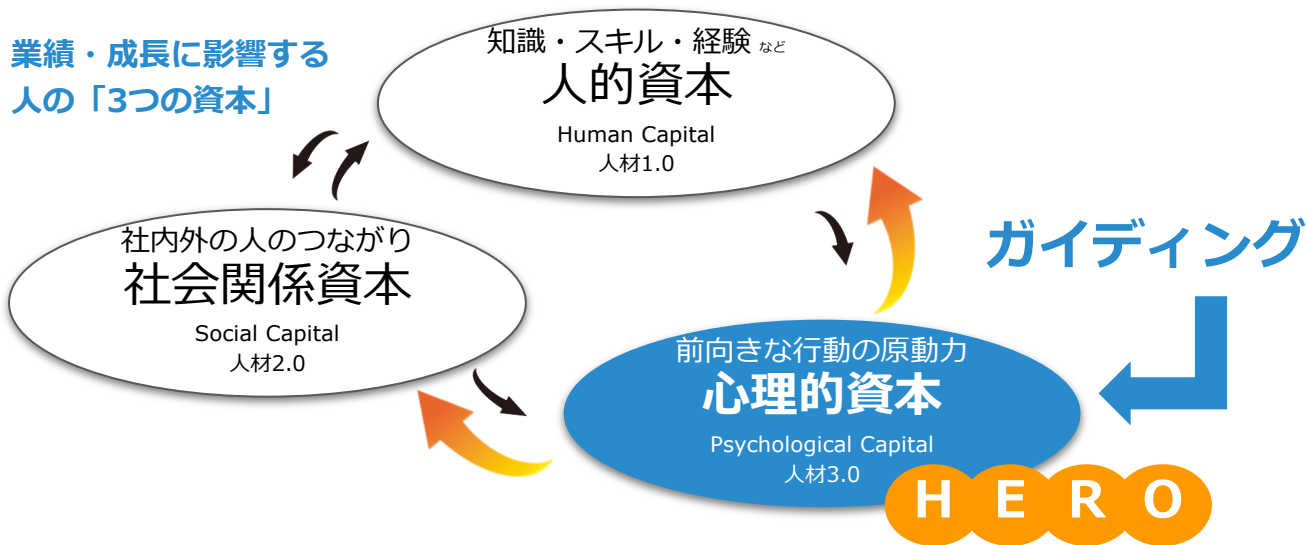 業績・成長に影響する
人の「3つの資本」
知識・スキル・経験 など
人的資本
Human Capital
人材1.0
社内外の人のつながり
社会関係資本
Social Capital
人材2.0
ガイディング
前向きな行動の原動力
心理的資本
Psychological Capital
人材3.0
H E R O